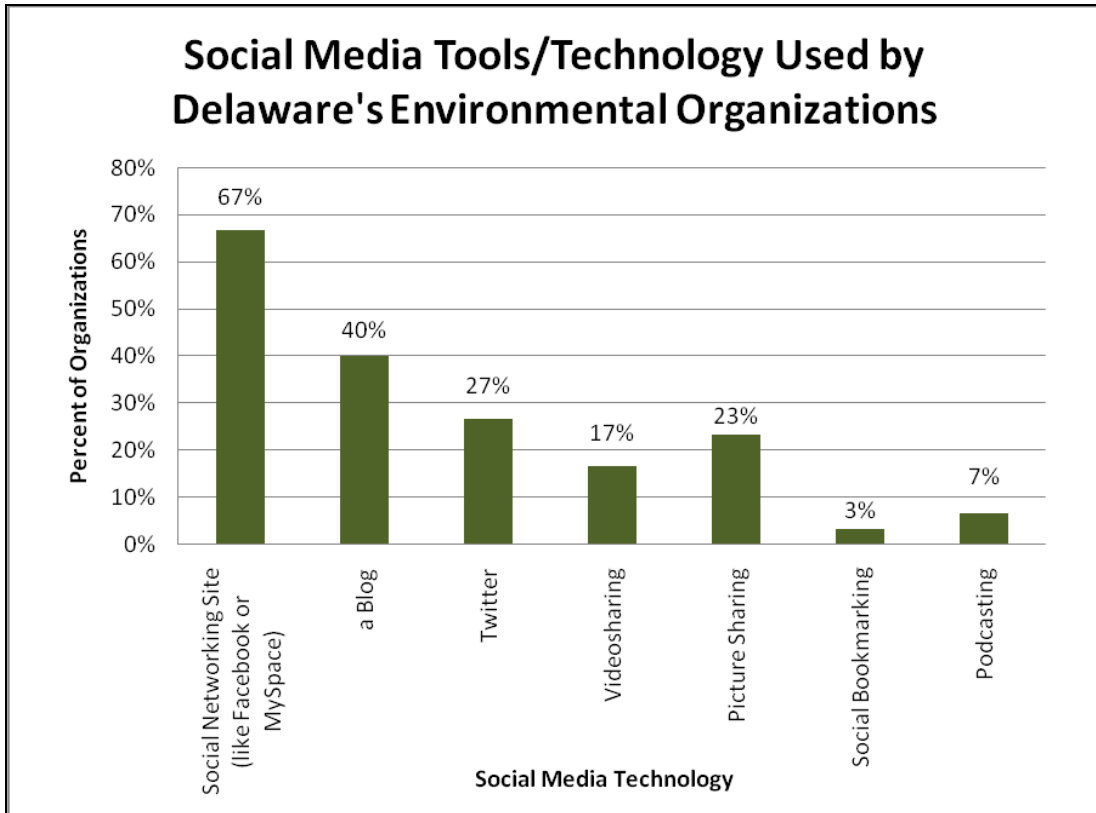 Social Media Tools/Technology Used by
Delaware's Environmental Organizations
80%
70%
60%
50%
40%
30%
20%
10%
0%
Percent of Organizations
67%
40%
27%
17%
23%
3%
7%
Social Networking Site
(like Facebook or
MySpace)
a Blog
Twitter
Videosharing
Picture Sharing
Social Bookmarking
Podcasting
Social Media Technology